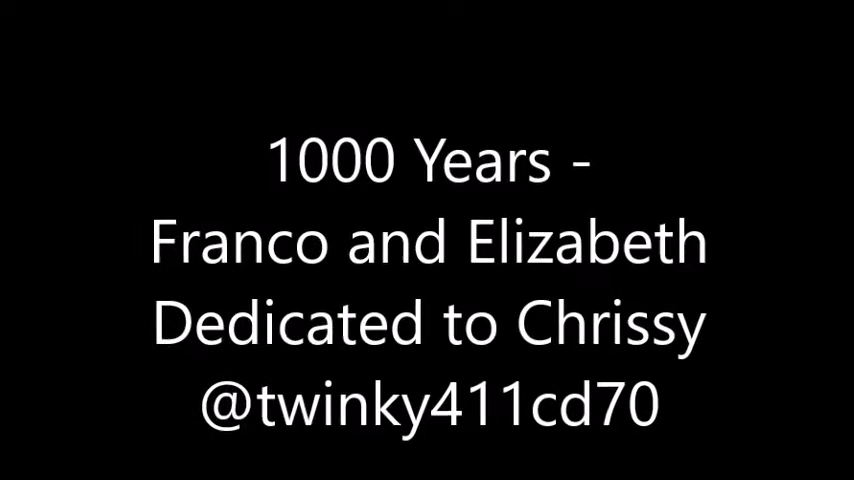 1000 Years -
Franco and Elizabeth
Dedicated to Chrissy
@twinky411cd70